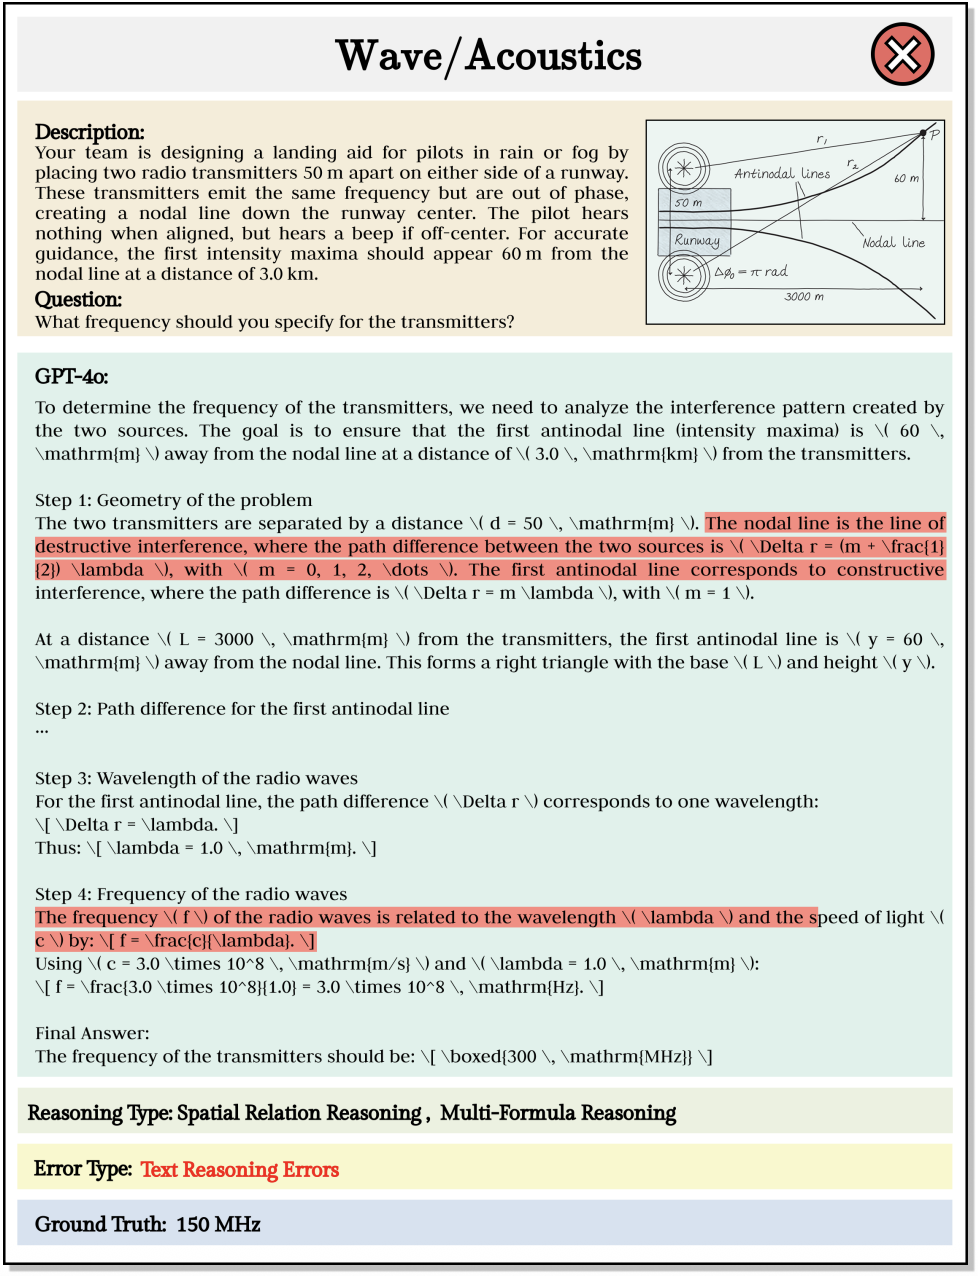 Wave/Acoustics
Description:
Your team is designing a landing aid for pilots in rain or fog by
placing two radio transmitters 50 m apart on either side of a runway.
These transmitters emit the same frequency but are out of phase,
creating a nodal line down the runway center. The pilot hears
nothing when aligned, but hears a beep if off-center. For accurate
guidance, the first intensity maxima should appear 60 m from the
nodal line at a distance of 3.0 km.
Question:
What frequency should you specify for the transmitters?
r₁
P
r₂
Antinodal lines
60 m
50 m
Runway
Nodal line
Δϕ₀ = π rad
3000 m
GPT-4o:
To determine the frequency of the transmitters, we need to analyze the interference pattern created by
the two sources. The goal is to ensure that the first antinodal line (intensity maxima) is \( 60 \,
\mathrm{m} \) away from the nodal line at a distance of \( 3.0 \, \mathrm{km} \) from the transmitters.
Step 1: Geometry of the problem
The two transmitters are separated by a distance \( d = 50 \, \mathrm{m} \). The nodal line is the line of
destructive interference, where the path difference between the two sources is \( \Delta r = (m + \frac{1}
{2}) \lambda \), with \( m = 0, 1, 2, \dots \). The first antinodal line corresponds to constructive
interference, where the path difference is \( \Delta r = m \lambda \), with \( m = 1 \).
At a distance \( L = 3000 \, \mathrm{m} \) from the transmitters, the first antinodal line is \( y = 60 \,
\mathrm{m} \) away from the nodal line. This forms a right triangle with the base \( L \) and height \( y \).
Step 2: Path difference for the first antinodal line
...
Step 3: Wavelength of the radio waves
For the first antinodal line, the path difference \( \Delta r \) corresponds to one wavelength:
\[ \Delta r = \lambda. \]
Thus: \[ \lambda = 1.0 \, \mathrm{m}. \]
Step 4: Frequency of the radio waves
The frequency \( f \) of the radio waves is related to the wavelength \( \lambda \) and the speed of light \(
c \) by: \[ f = \frac{c}{\lambda}. \]
Using \( c = 3.0 \times 10^8 \, \mathrm{m/s} \) and \( \lambda = 1.0 \, \mathrm{m} \):
\[ f = \frac{3.0 \times 10^8}{1.0} = 3.0 \times 10^8 \, \mathrm{Hz}. \]
Final Answer:
The frequency of the transmitters should be: \[ \boxed{300 \, \mathrm{MHz}} \]
Reasoning Type: Spatial Relation Reasoning , Multi-Formula Reasoning
Error Type: Text Reasoning Errors
Ground Truth: 150 MHz